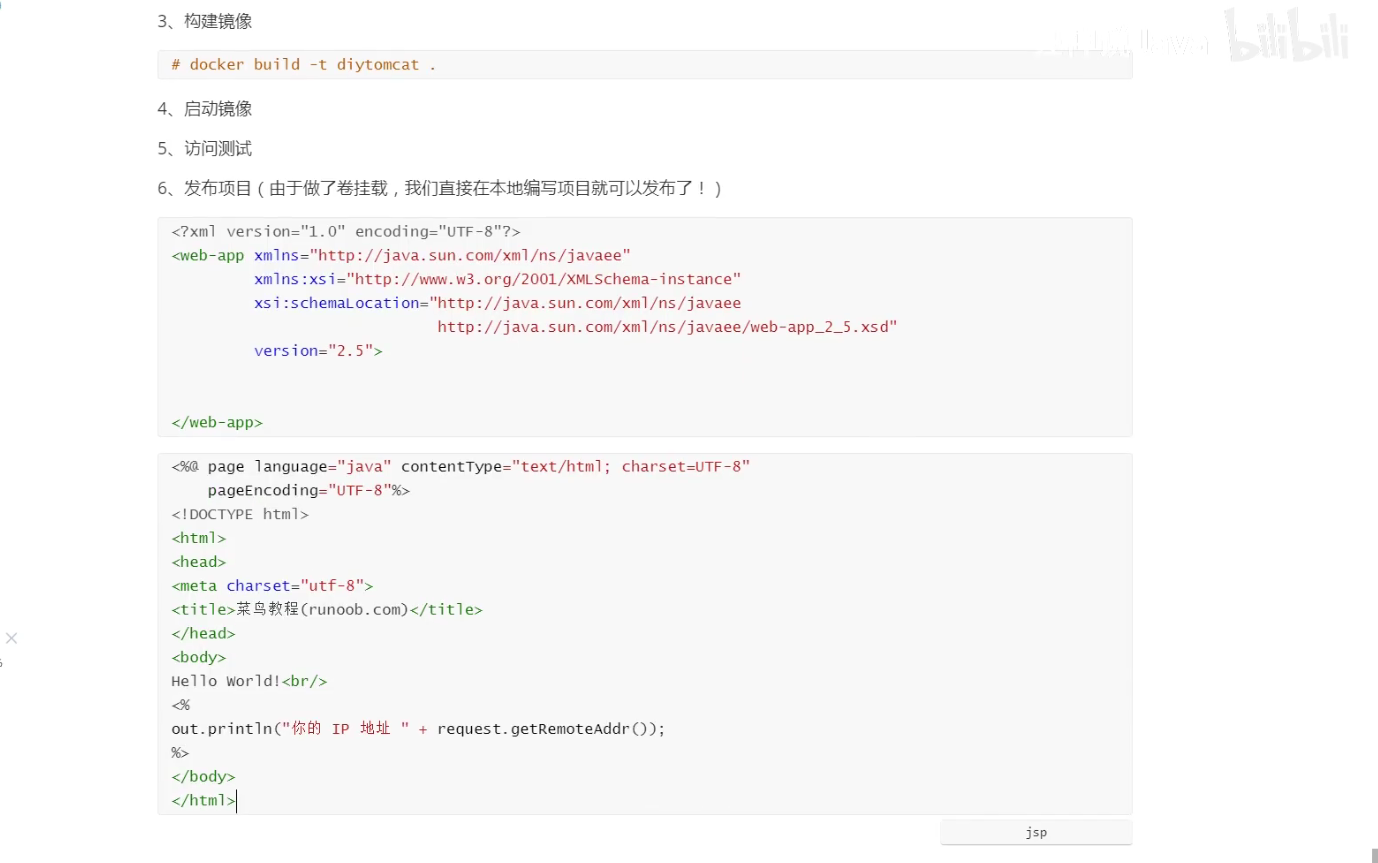 3、构建镜像
# docker build -t diytomcat .
4、启动镜像
5、访问测试
6、发布项目（由于做了卷挂载，我们直接在本地编写项目就可以发布了！）
<?xml version="1.0" encoding="UTF-8"?>
<web-app xmlns="http://java.sun.com/xml/ns/javaee"
xmlns:xsi="http://www.w3.org/2001/XMLSchema-instance"
xsi:schemaLocation="http://java.sun.com/xml/ns/javaee
http://java.sun.com/xml/ns/javaee/web-app_2_5.xsd"
version="2.5">
</web-app>
<%@ page language="java" contentType="text/html; charset=UTF-8"
pageEncoding="UTF-8"%>
<!DOCTYPE html>
<html>
<head>
<meta charset="utf-8">
<title>菜鸟教程(runoob.com)</title>
</head>
<body>
Hello World!<br/>
<%
out.println("你的 IP 地址 " + request.getRemoteAddr());
%>
</body>
</html>
jsp
bilibili